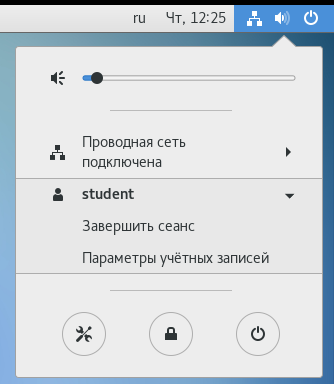 ru Чт, 12:25
Проводная сеть
подключена
student
Завершить сеанс
Параметры учётных записей